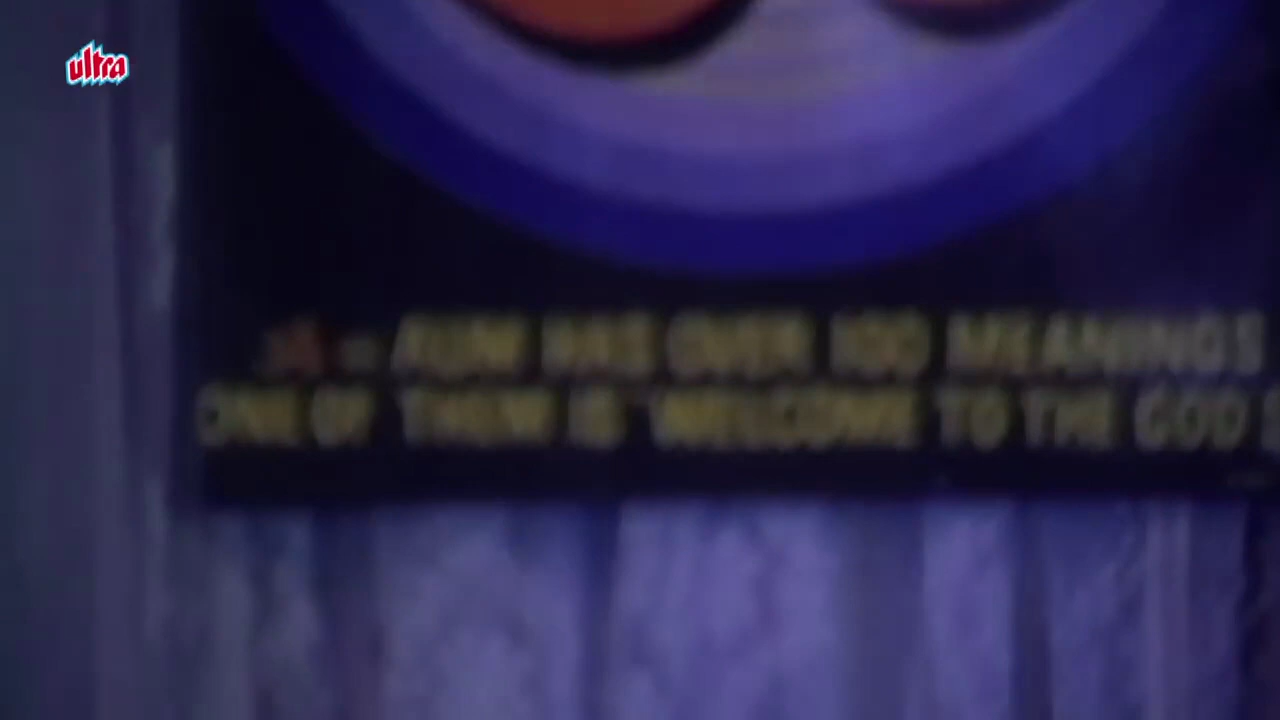 ultra
ॐ = AUM HAS OVER 100 MEANINGS
ONE OF THEM IS 'WELCOME TO THE GOD S